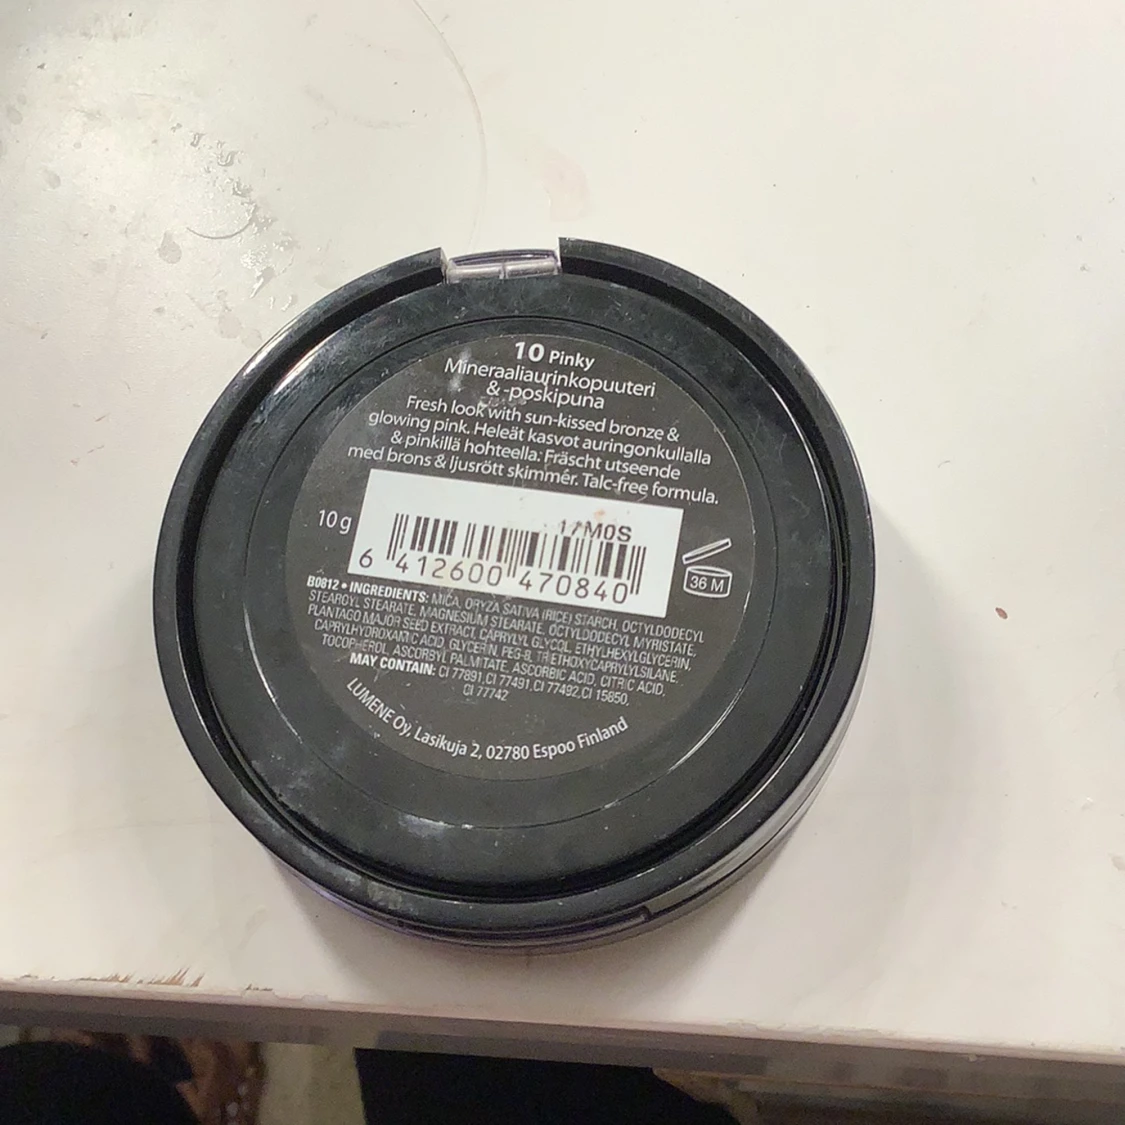 10 Pinky
Mineraaliaurinkopuuteri
& -poskipuna
Fresh look with sun-kissed bronze &
glowing pink. Heleät kasvot auringonkullalla
& pinkillä hohteella. Fräscht utseende
med brons & ljusrött skimmer. Talc-free formula.
10 g
17M0S
6 412600 470840
36 M
B0812 • INGREDIENTS: MICA, ORYZA SATIVA (RICE) STARCH, OCTYLDODECYL
STEAROYL STEARATE, MAGNESIUM STEARATE, OCTYLDODECYL MYRISTATE,
PLANTAGO MAJOR SEED EXTRACT, CAPRYLYL GLYCOL, ETHYLHEXYLGLYCERIN,
CAPRYLHYDROXAMIC ACID, GLYCERIN, PEG-8, TRIETHOXYCAPRYLYLSILANE,
TOCOPHEROL, ASCORBYL PALMITATE, ASCORBIC ACID, CITRIC ACID,
MAY CONTAIN: CI 77891,CI 77491,CI 77492,CI 15850,
CI 77742
LUMENE Oy, Lasikuja 2, 02780 Espoo Finland